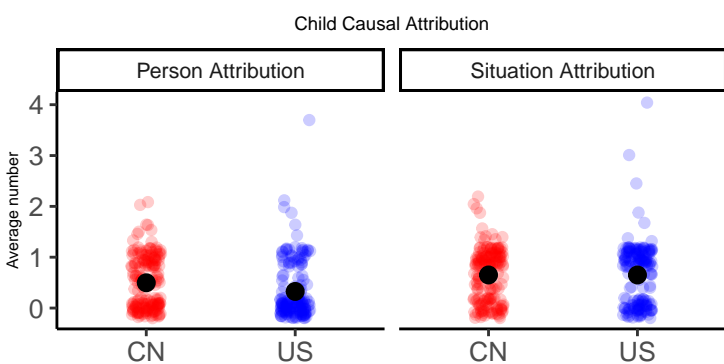 Child Causal Attribution
Person Attribution
Situation Attribution
Average number
4
3
2
1
0
CN
US
CN
US